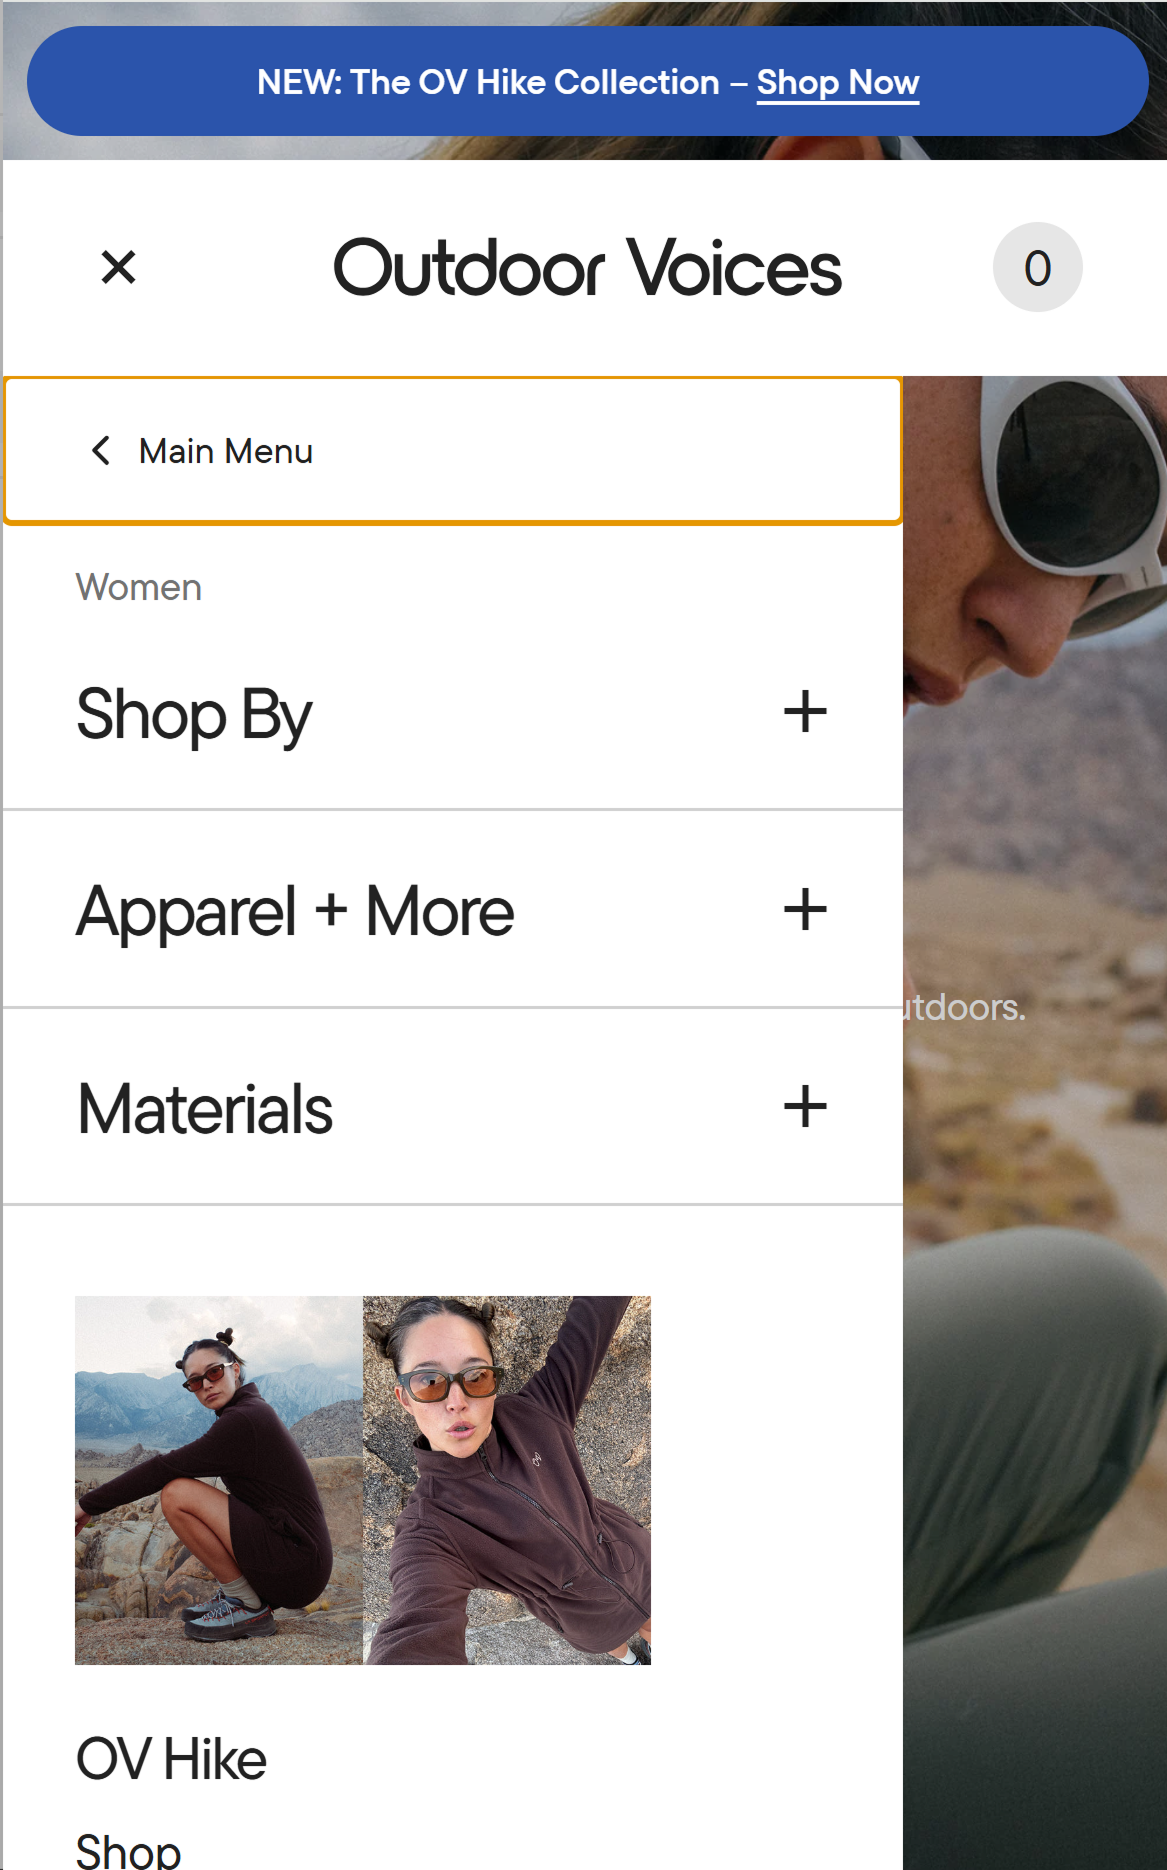 NEW: The OV Hike Collection – Shop Now
Outdoor Voices
0
Main Menu
Women
Shop By
Apparel + More
utdoors.
Materials
OV Hike
Shop